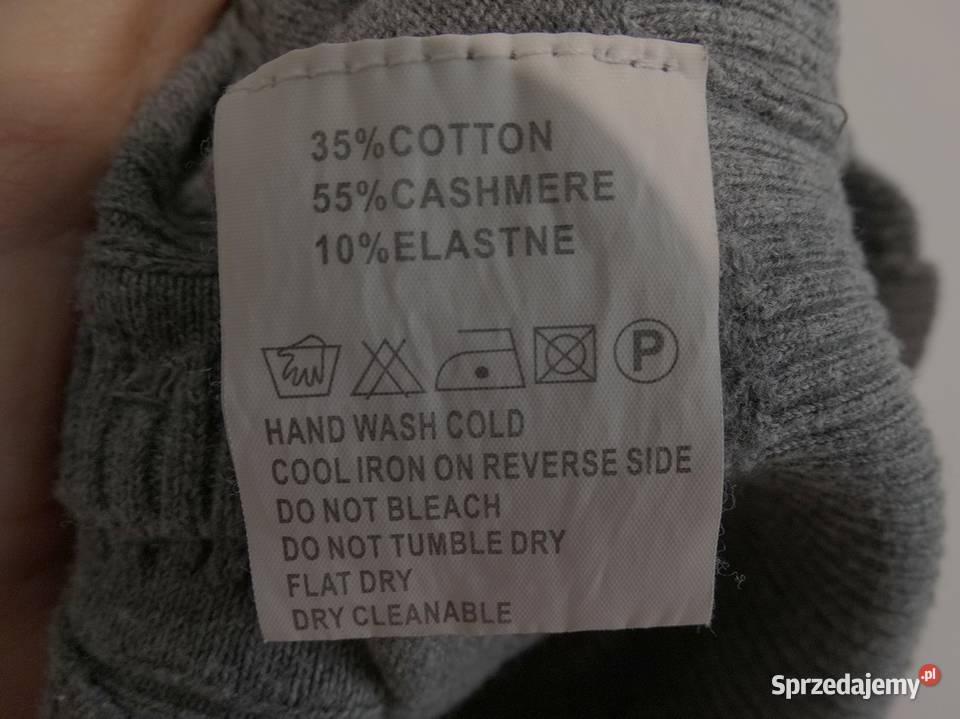 35%COTTON
55%CASHMERE
10%ELASTNE
P
HAND WASH COLD
COOL IRON ON REVERSE SIDE
DO NOT BLEACH
DO NOT TUMBLE DRY
FLAT DRY
DRY CLEANABLE
Sprzedajemy.pl